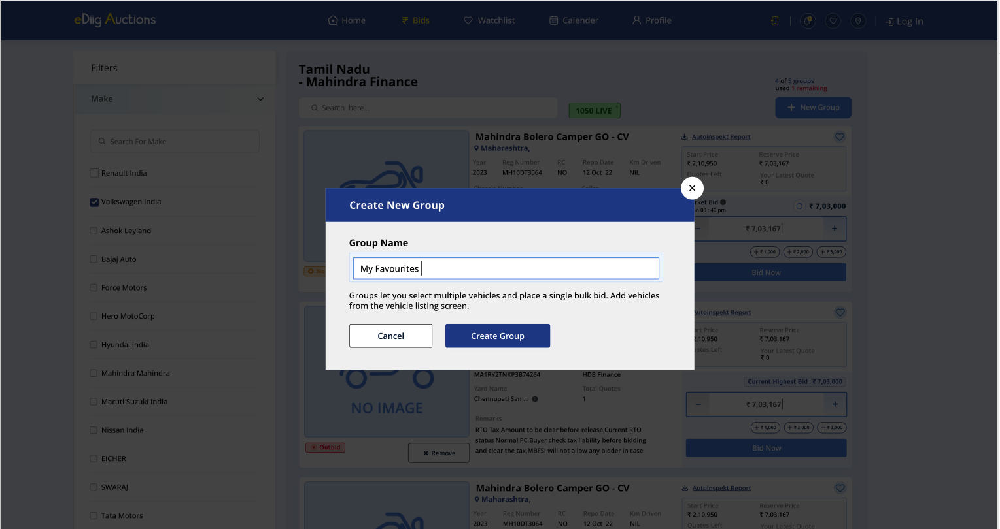 eDiig Auctions
Home
Bids
Watchlist
Calender
Profile
Log In
Filters
Make
Search For Make
Renault India
Volkswagen India
Ashok Leyland
Bajaj Auto
Force Motors
Hero MotoCorp
Hyundai India
Mahindra Mahindra
Maruti Suzuki India
Nissan India
EICHER
SWARAJ
Tata Motors
Tamil Nadu
- Mahindra Finance
4 of 5 groups
used 1 remaining
Search here...
1050 LIVE
+ New Group
Mahindra Bolero Camper GO - CV
Maharashtra,
Year Reg Number RC Repo Date Km Driven
2023 MH10DT3064 NO 12 Oct 22 NIL
Autoinspekt Report
Start Price Reserve Price
₹ 2,10,950 ₹ 7,03,167
Quotes Left Your Latest Quote
₹ 0
rket Bid
n 08 : 40 pm
₹ 7,03,000
− ₹ 7,03,167 +
+ ₹ 1,000 + ₹ 2,000 + ₹ 3,000
Bid Now
Create New Group
Group Name
My Favourites
Groups let you select multiple vehicles and place a single bulk bid. Add vehicles
from the vehicle listing screen.
Cancel
Create Group
Autoinspekt Report
rt Price Reserve Price
2,10,950 ₹ 7,03,167
uotes Left Your Latest Quote
₹ 0
MA1RY2TNKP3B74264 HDB Finance
Yard Name Total Quotes
Chennupati Sam... 1
Remarks
RTO Tax Amount to be clear before release,Current RTO
status Normal PC,Buyer check tax liability before bidding
and clear the tax,MBFSI will not allow any bidder in case
NO IMAGE
Outbid
× Remove
Current Highest Bid : ₹ 7,03,000
− ₹ 7,03,167 +
+ ₹ 1,000 + ₹ 2,000 + ₹ 3,000
Bid Now
Mahindra Bolero Camper GO - CV
Maharashtra,
Year Reg Number RC Repo Date Km Driven
2023 MH10DT3064 NO 12 Oct 22 NIL
Autoinspekt Report
Start Price Reserve Price
₹ 2,10,950 ₹ 7,03,167
Quotes Left Your Latest Quote